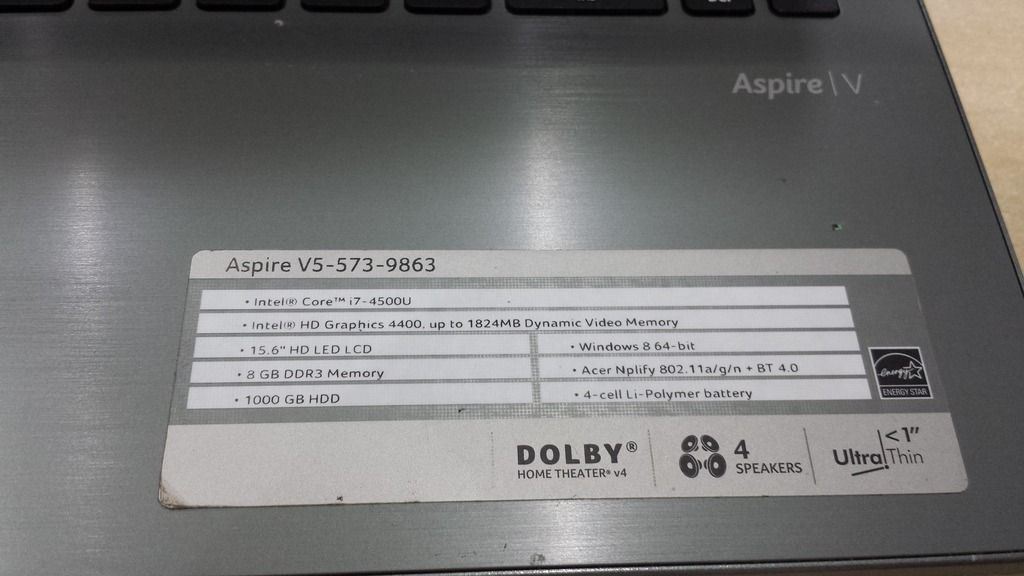 Aspire | V
Aspire V5-573-9863
• Intel® Core™ i7-4500U
• Intel® HD Graphics 4400, up to 1824MB Dynamic Video Memory
• 15.6" HD LED LCD
• Windows 8 64-bit
• 8 GB DDR3 Memory
• Acer Nplify 802.11a/g/n + BT 4.0
• 1000 GB HDD
• 4-cell Li-Polymer battery
energy
ENERGY STAR
DOLBY®
HOME THEATER® v4
4
SPEAKERS
< 1"
Ultra Thin